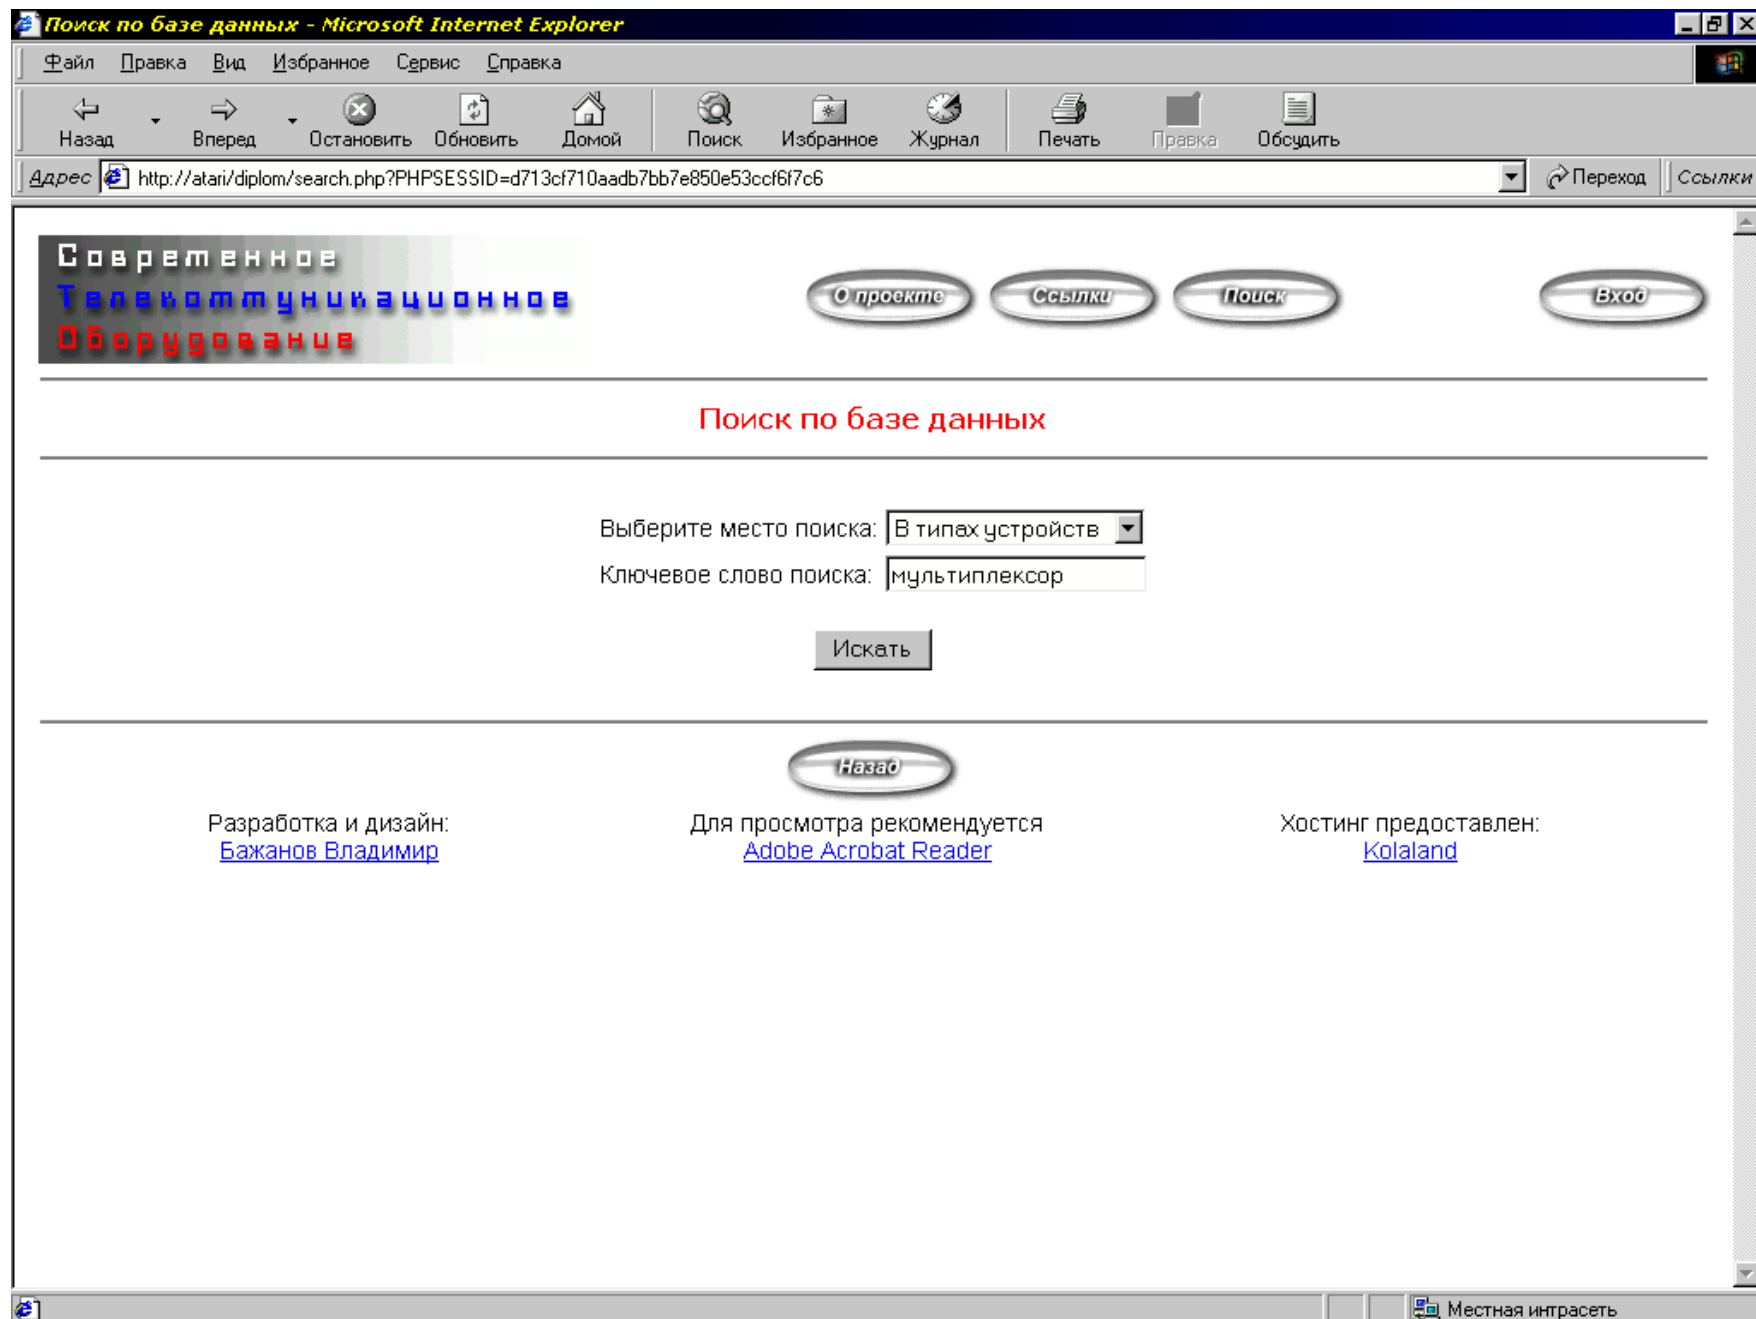 Поиск по базе данных - Microsoft Internet Explorer
Файл Правка Вид Избранное Сервис Справка
Назад Вперед Остановить Обновить Домой Поиск Избранное Журнал Печать Правка Обсудить
Адрес http://atari/diplom/search.php?PHPSESSID=d713cf710aadb7bb7e850e53ccf6f7c6 Переход Ссылки
Современное
Телекоммуникационное
Оборудование
О проекте Ссылки Поиск Вход
Поиск по базе данных
Выберите место поиска: В типах устройств
Ключевое слово поиска: мультиплексор
Искать
Назад
Разработка и дизайн: Для просмотра рекомендуется Хостинг предоставлен:
Бажанов Владимир Adobe Acrobat Reader Kolaland
Местная интрасеть